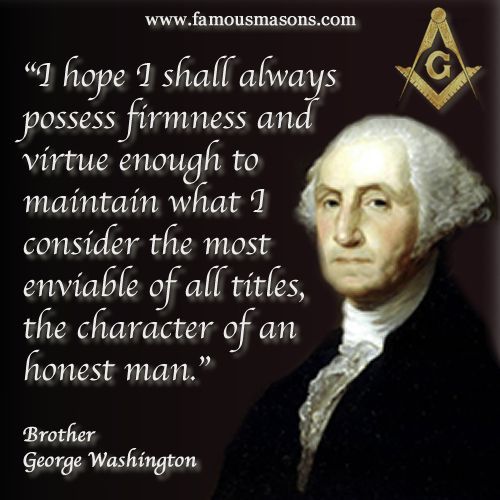 www.famousmasons.com
G
“I hope I shall always
possess firmness and
virtue enough to
maintain what I
consider the most
enviable of all titles,
the character of an
honest man.”
Brother
George Washington